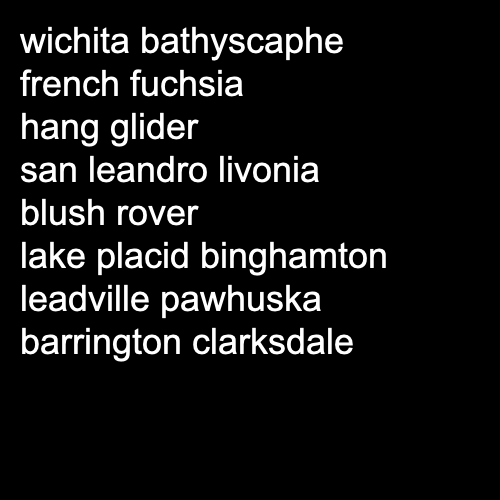 wichita bathyscaphe
french fuchsia
hang glider
san leandro livonia
blush rover
lake placid binghamton
leadville pawhuska
barrington clarksdale